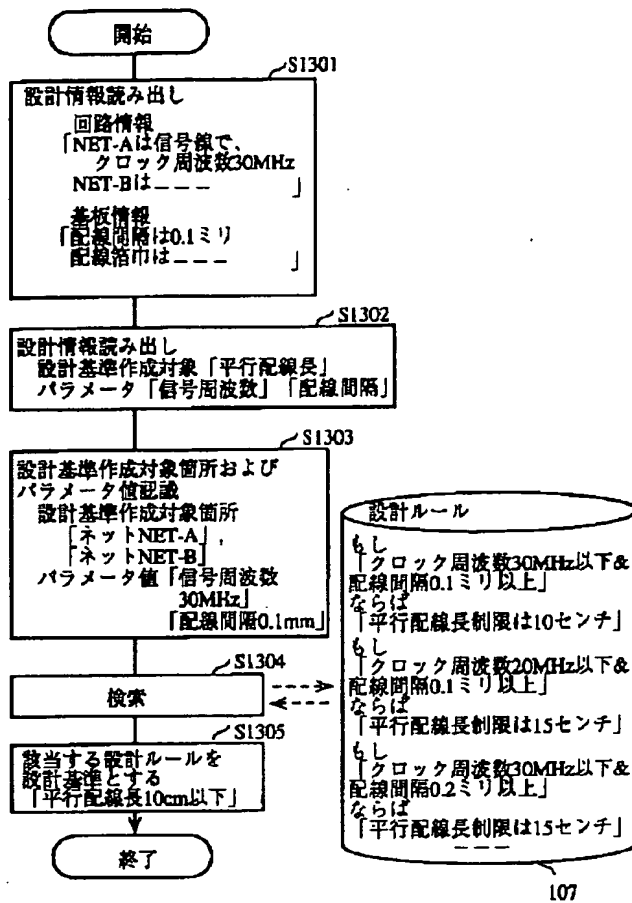 開始
S1301
設計情報読み出し
回路情報
「NET-Aは信号線で、
クロック周波数30MHz
NET-Bは＿＿＿ 」
基板情報
「配線間隔は0.1ミリ
配線箔巾は＿＿＿ 」
S1302
設計情報読み出し
設計基準作成対象「平行配線長」
パラメータ「信号周波数」「配線間隔」
S1303
設計基準作成対象箇所および
パラメータ値認識
設計基準作成対象箇所
「ネットNET-A」,
「ネットNET-B」
パラメータ値「信号周波数
30MHz」
「配線間隔0.1mm」
S1304
検索
S1305
該当する設計ルールを
設計基準とする
「平行配線長10cm以下」
終了
設計ルール
もし
「クロック周波数30MHz以下&
配線間隔0.1ミリ以上」
ならば
「平行配線長制限は10センチ」
もし
「クロック周波数20MHz以下&
配線間隔0.1ミリ以上」
ならば
「平行配線長制限は15センチ」
もし
「クロック周波数30MHz以下&
配線間隔0.2ミリ以上」
ならば
「平行配線長制限は15センチ」
＿＿＿
107